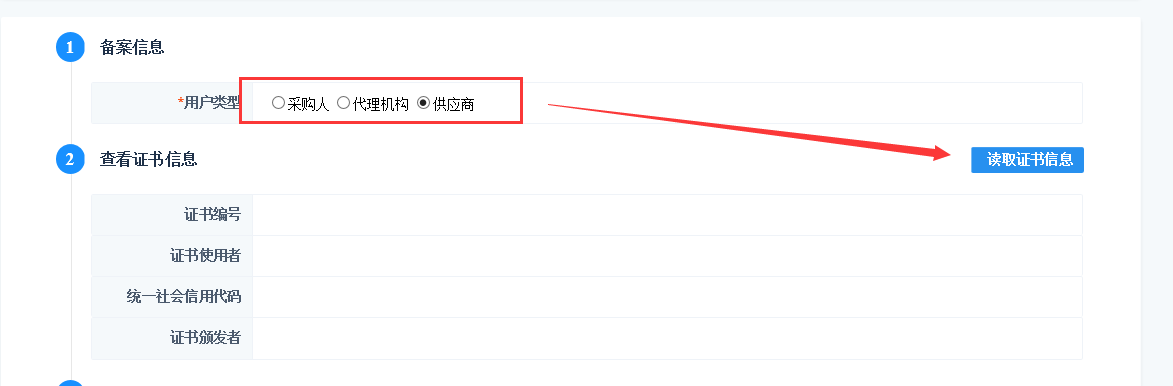 1 备案信息
*用户类型 采购人 代理机构 供应商
2 查看证书信息 读取证书信息
证书编号
证书使用者
统一社会信用代码
证书颁发者